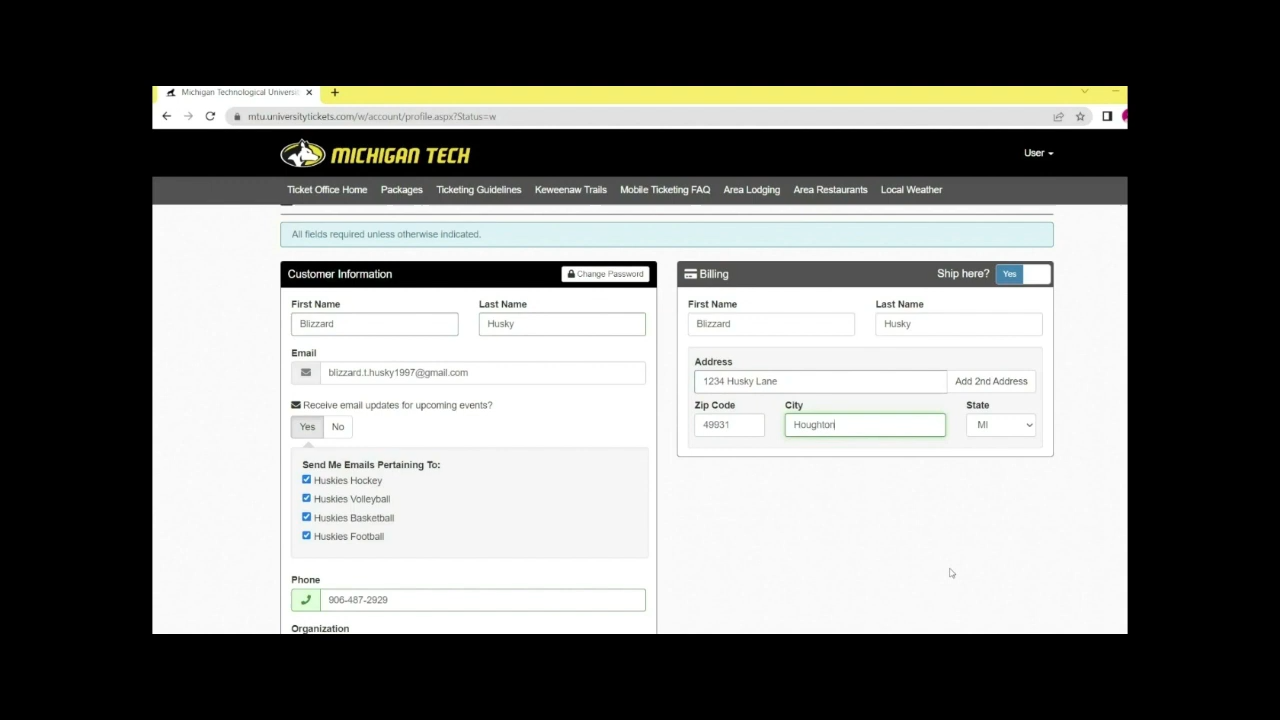 Michigan Technological Universi
mtu.universitytickets.com/w/account/profile.aspx?Status=w
MICHIGAN TECH
User
Ticket Office Home Packages Ticketing Guidelines Keweenaw Trails Mobile Ticketing FAQ Area Lodging Area Restaurants Local Weather
All fields required unless otherwise indicated.
Customer Information Change Password
First Name Last Name
Blizzard Husky
Email
blizzard.t.husky1997@gmail.com
Receive email updates for upcoming events?
Yes No
Send Me Emails Pertaining To:
Huskies Hockey
Huskies Volleyball
Huskies Basketball
Huskies Football
Phone
906-487-2929
Organization
Billing Ship here? Yes
First Name Last Name
Blizzard Husky
Address
1234 Husky Lane Add 2nd Address
Zip Code City State
49931 Houghton MI